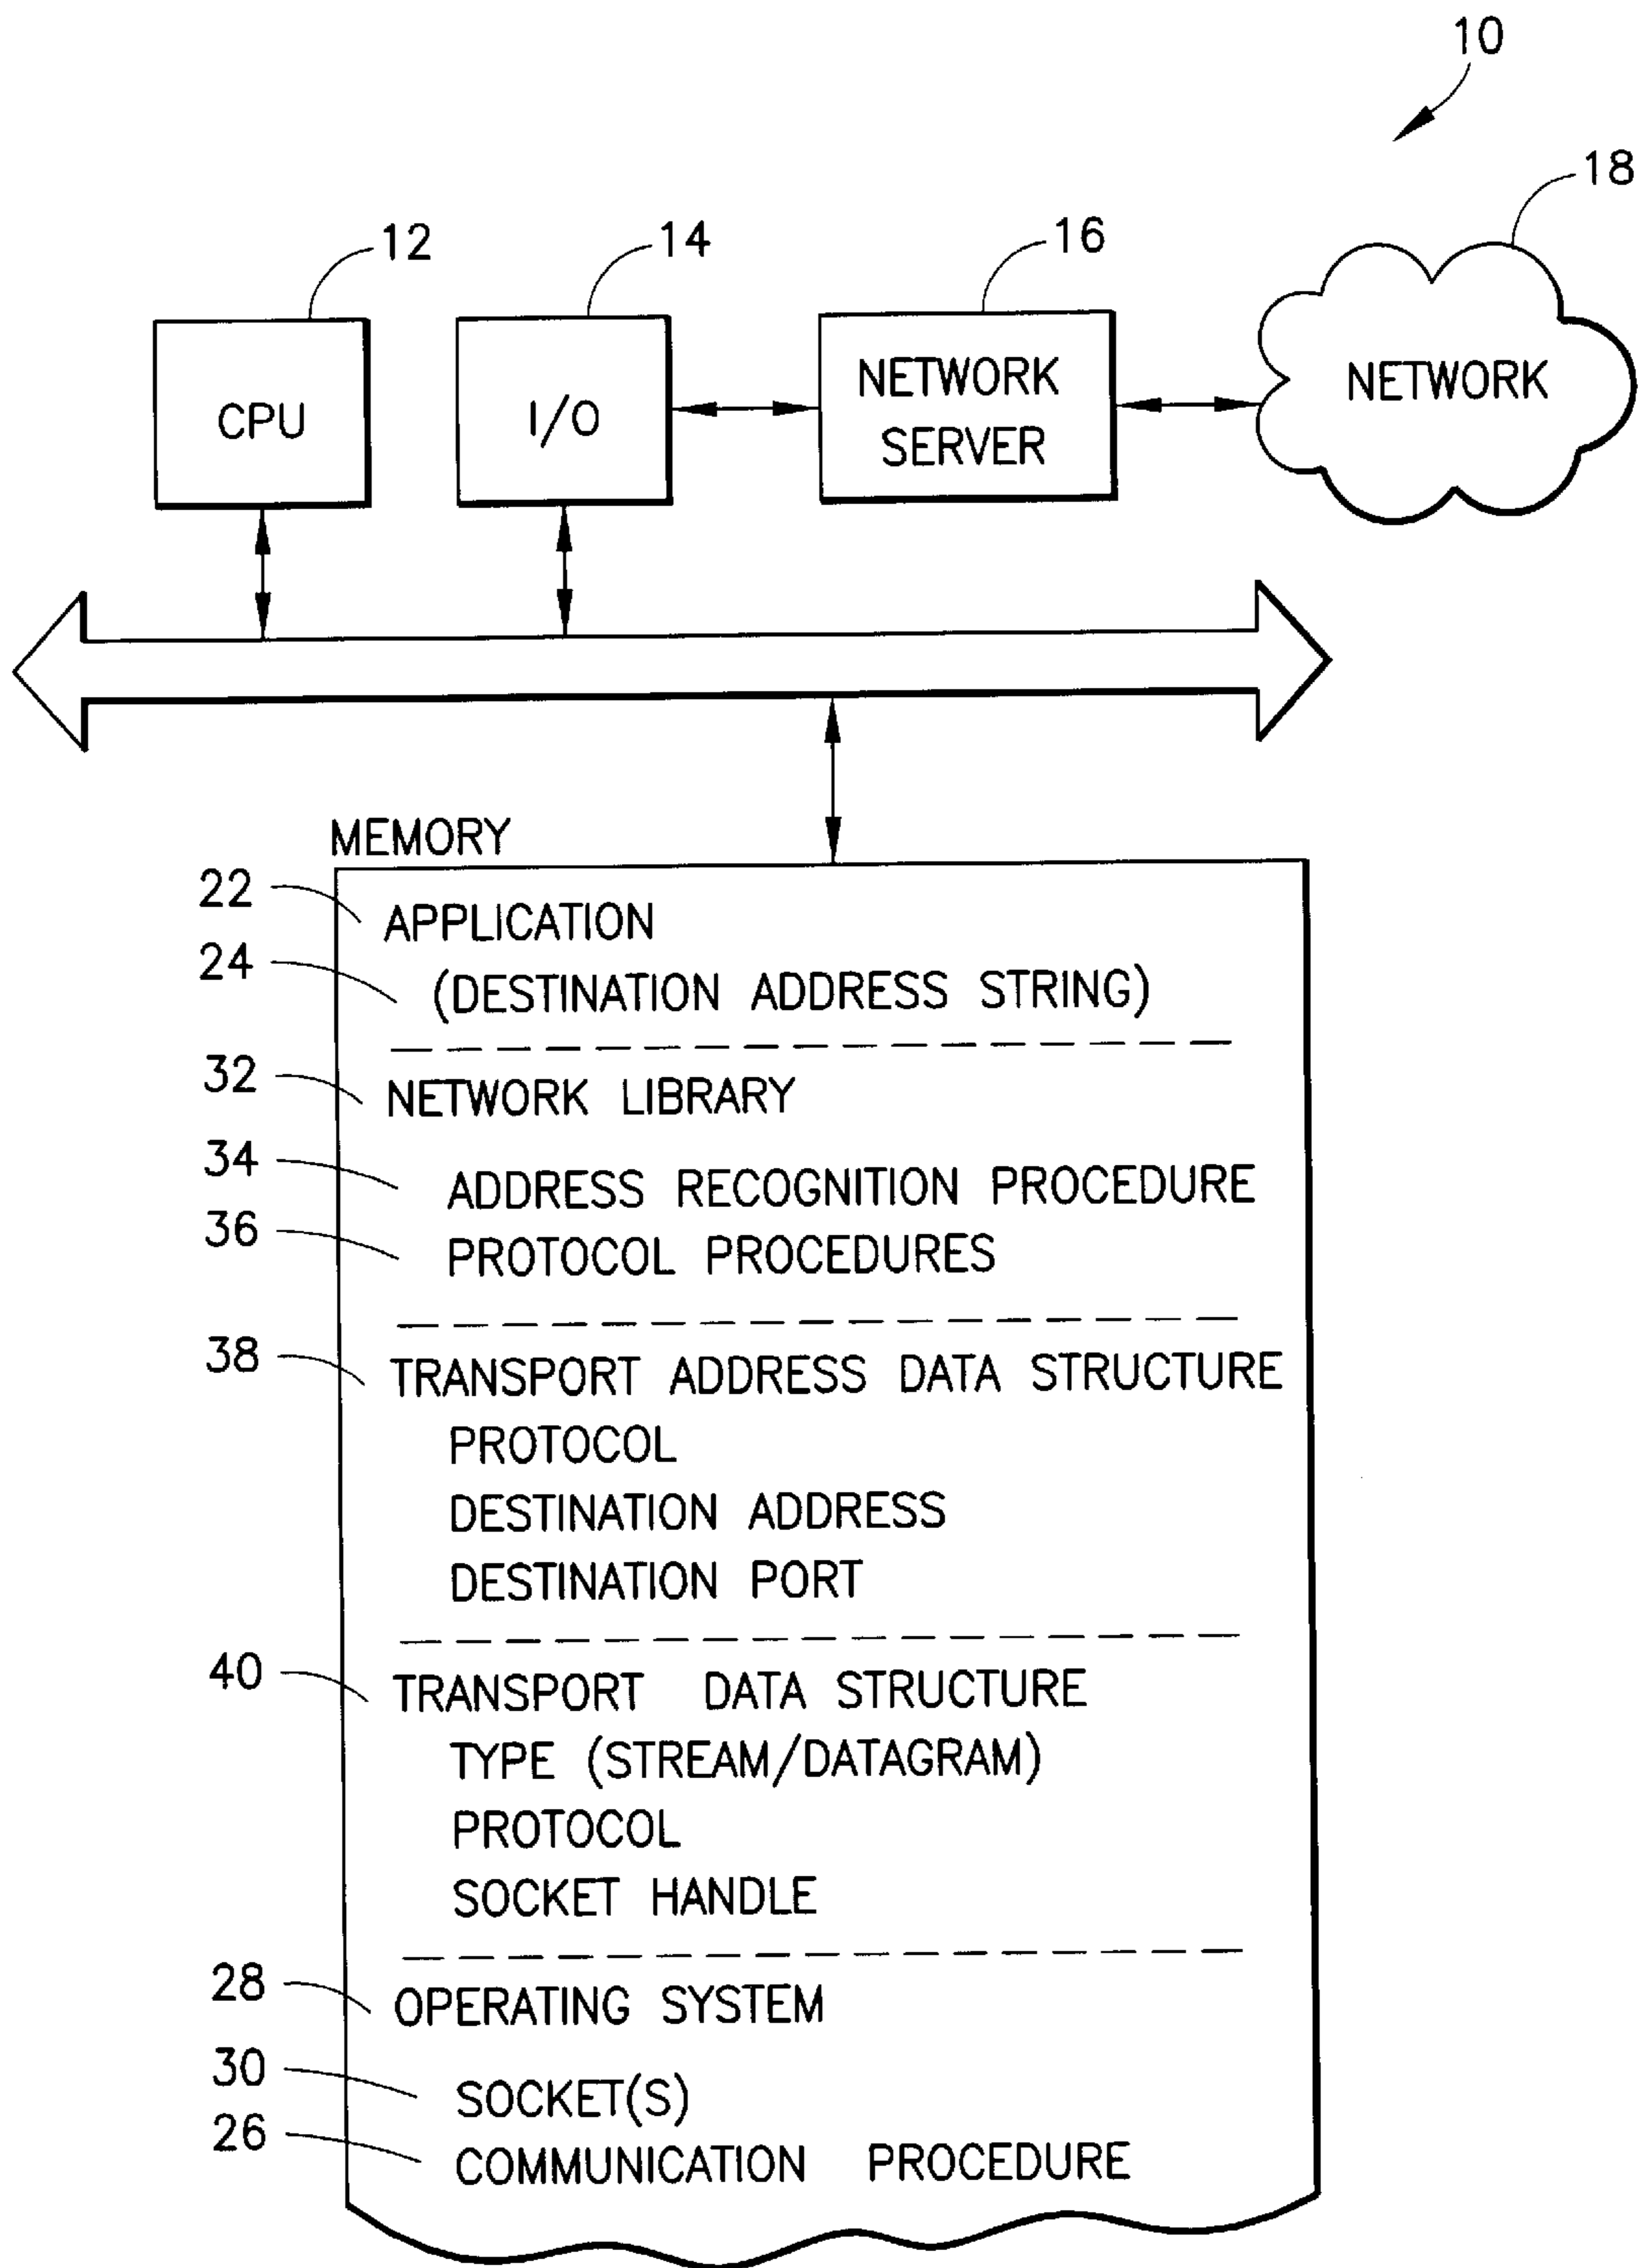 10
18
12
14
16
CPU
I/O
NETWORK
SERVER
NETWORK
MEMORY
22
APPLICATION
24
(DESTINATION ADDRESS STRING)
32
NETWORK LIBRARY
34
ADDRESS RECOGNITION PROCEDURE
36
PROTOCOL PROCEDURES
38
TRANSPORT ADDRESS DATA STRUCTURE
PROTOCOL
DESTINATION ADDRESS
DESTINATION PORT
40
TRANSPORT DATA STRUCTURE
TYPE (STREAM/DATAGRAM)
PROTOCOL
SOCKET HANDLE
28
OPERATING SYSTEM
30
SOCKET(S)
26
COMMUNICATION PROCEDURE